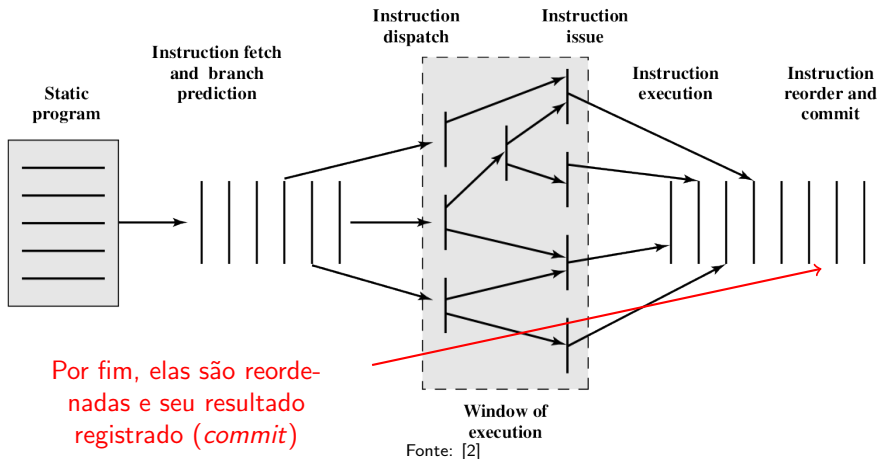 Instruction
dispatch
Instruction
issue
Instruction fetch
and branch
prediction
Instruction
execution
Instruction
reorder and
commit
Static
program
Por fim, elas são reorde-
nadas e seu resultado
registrado (commit)
Window of
execution
Fonte: [2]